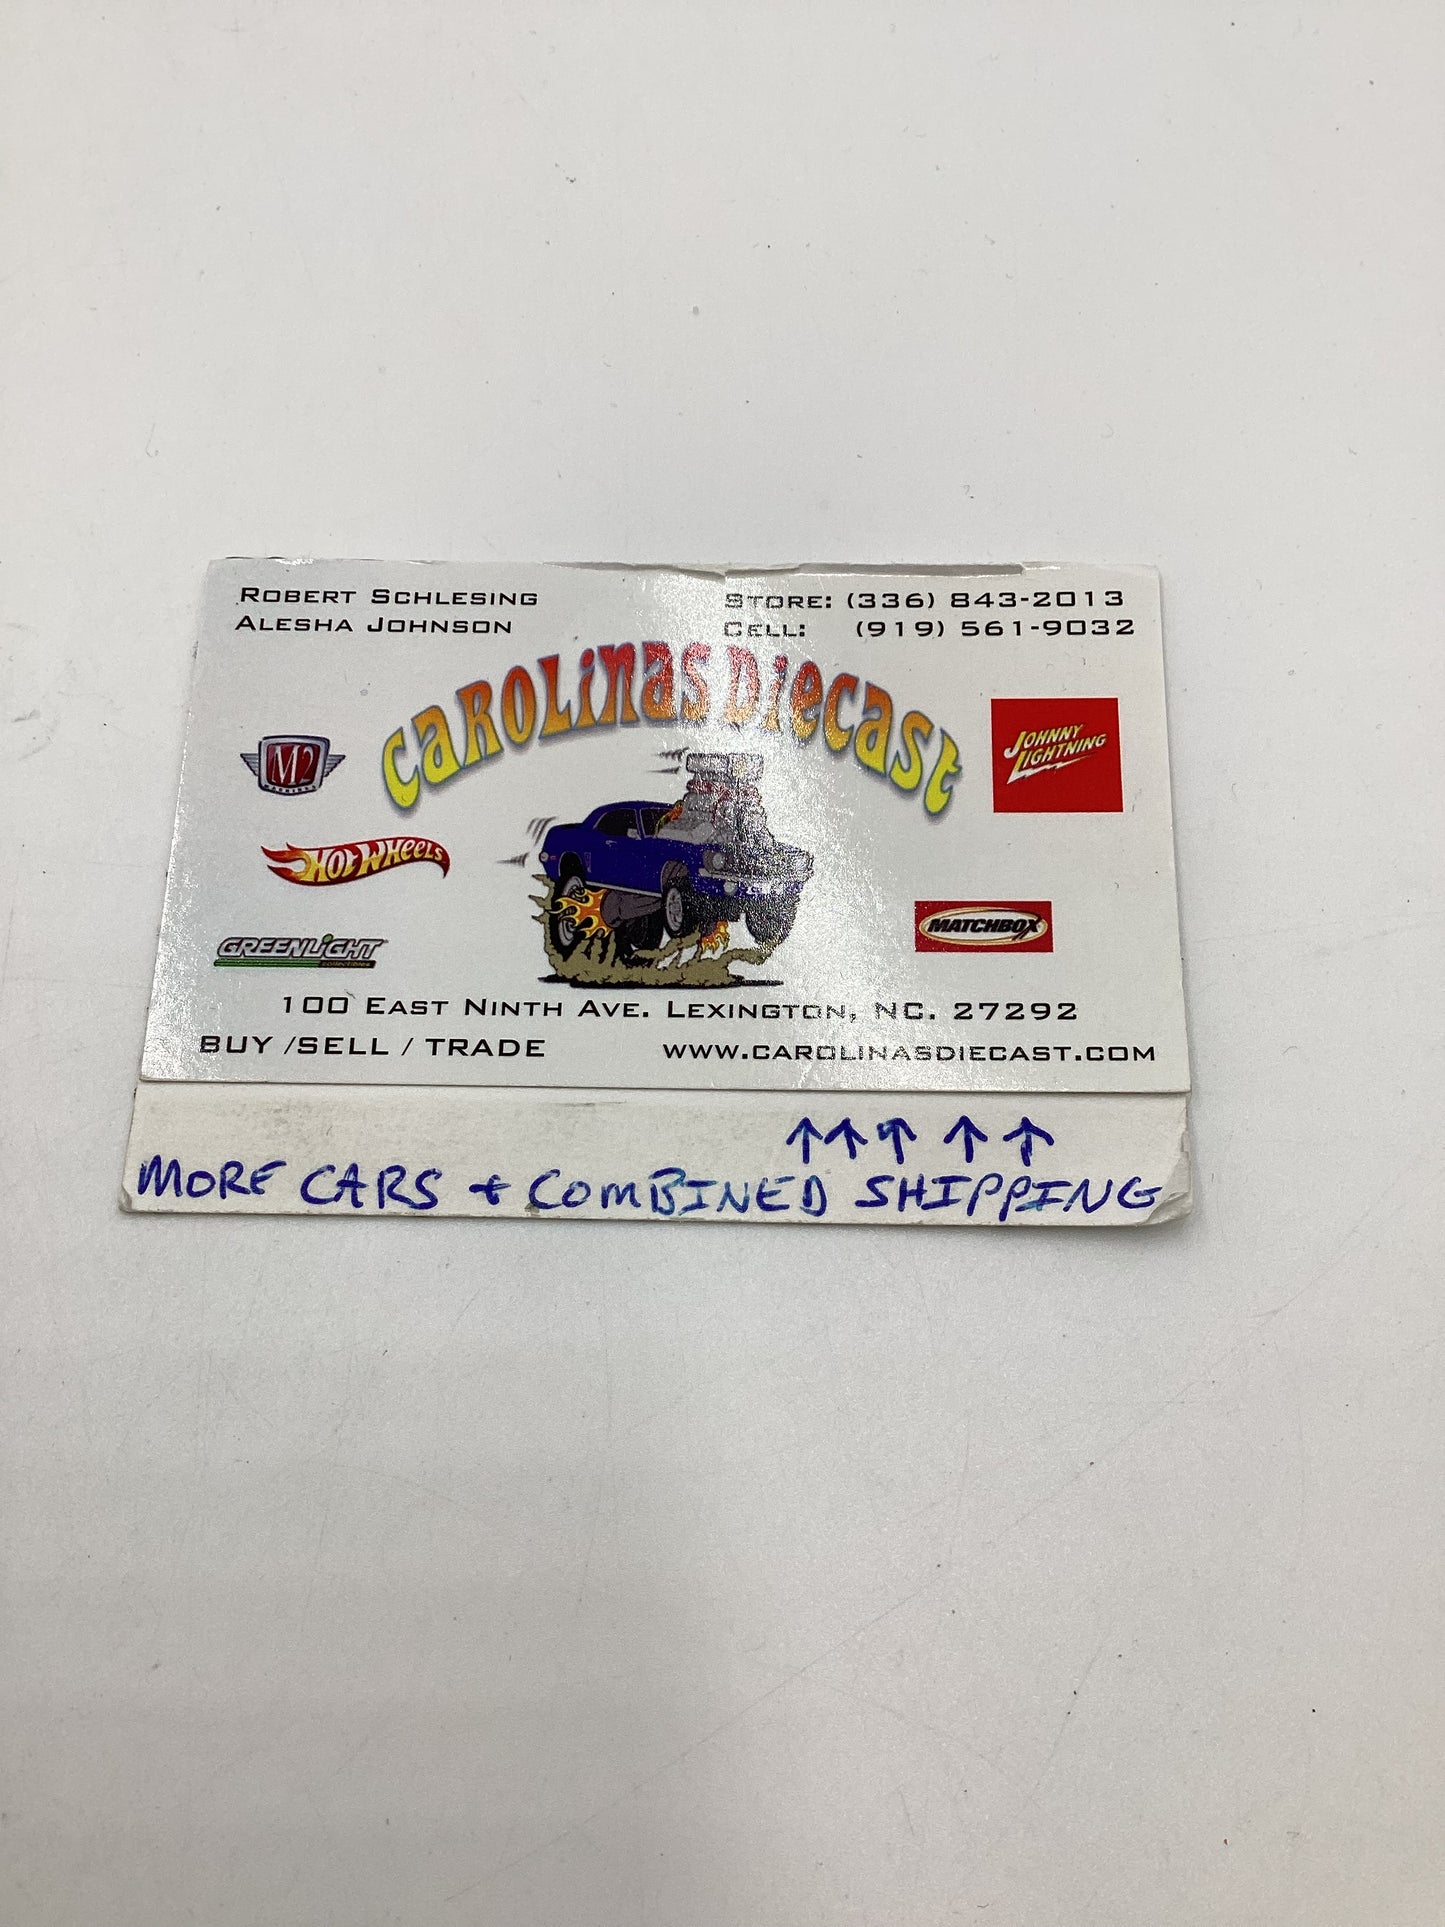 ROBERT SCHLESING
ALESHA JOHNSON
STORE: (336) 843-2013
CELL: (919) 561-9032
CAROLINAS DIECAST
M2
MACHINES
JOHNNY
LIGHTNING
HOT WHEELS
MATCHBOX
GREENLIGHT
collectibles
100 EAST NINTH AVE. LEXINGTON, NC. 27292
BUY /SELL / TRADE
WWW.CAROLINASDIECAST.COM
↑↑↑ ↑ ↑
MORE CARS + COMBINED SHIPPING